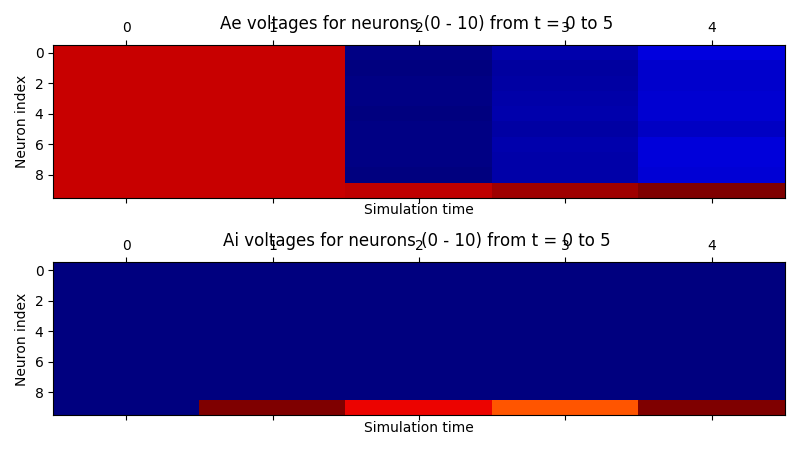 Ae voltages for neurons (0 - 10) from t = 0 to 5
0 1 2 3 4
0
2
4
6
8
Neuron index
Simulation time
Ai voltages for neurons (0 - 10) from t = 0 to 5
0 1 2 3 4
0
2
4
6
8
Neuron index
Simulation time